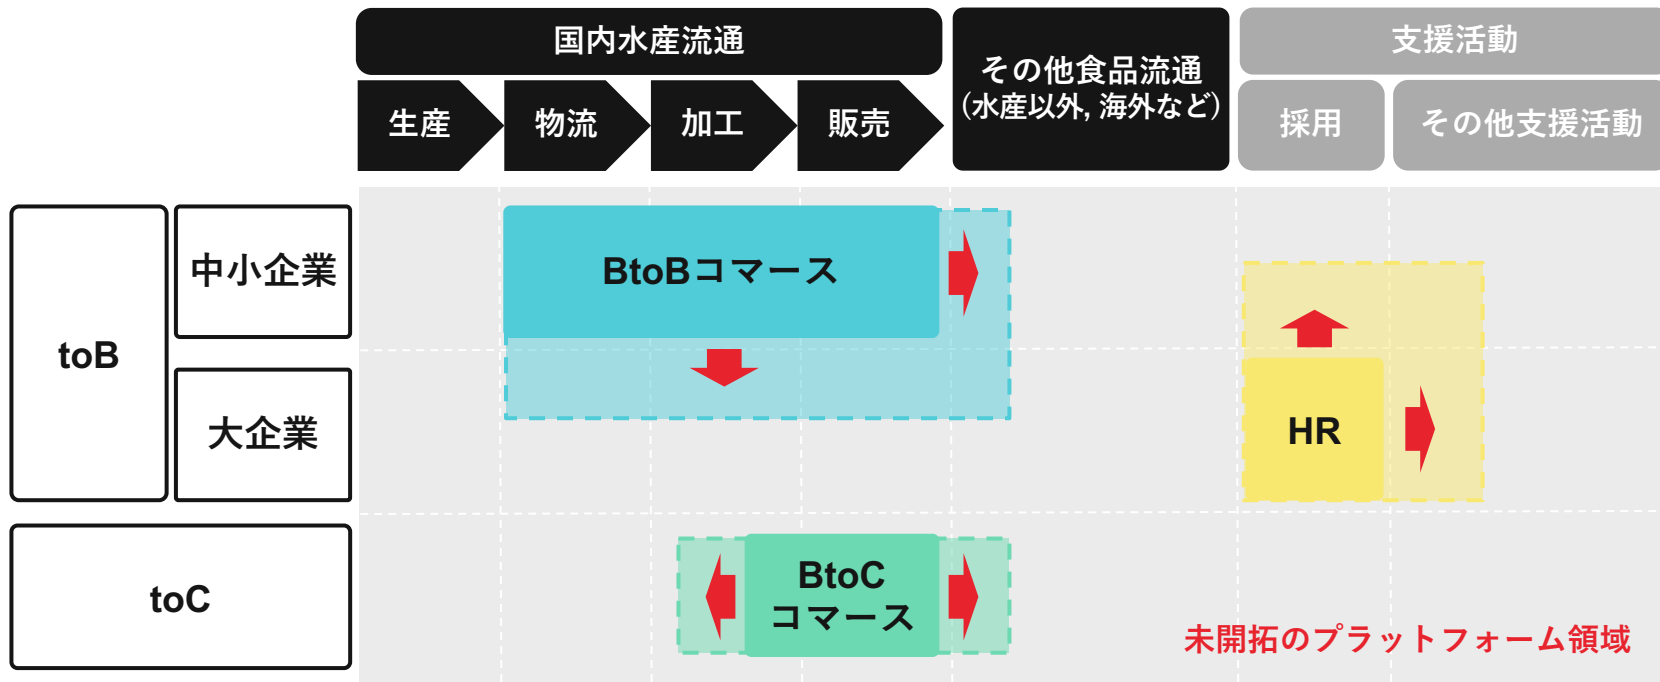 国内水産流通
その他食品流通
(水産以外, 海外など)
支援活動
生産
物流
加工
販売
採用
その他支援活動
toB
中小企業
大企業
toC
BtoBコマース
HR
BtoC
コマース
未開拓のプラットフォーム領域